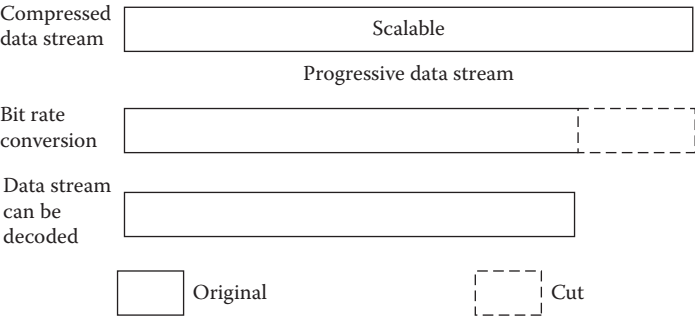 Compressed
data stream
Scalable
Progressive data stream
Bit rate
conversion
Data stream
can be
decoded
Original
Cut